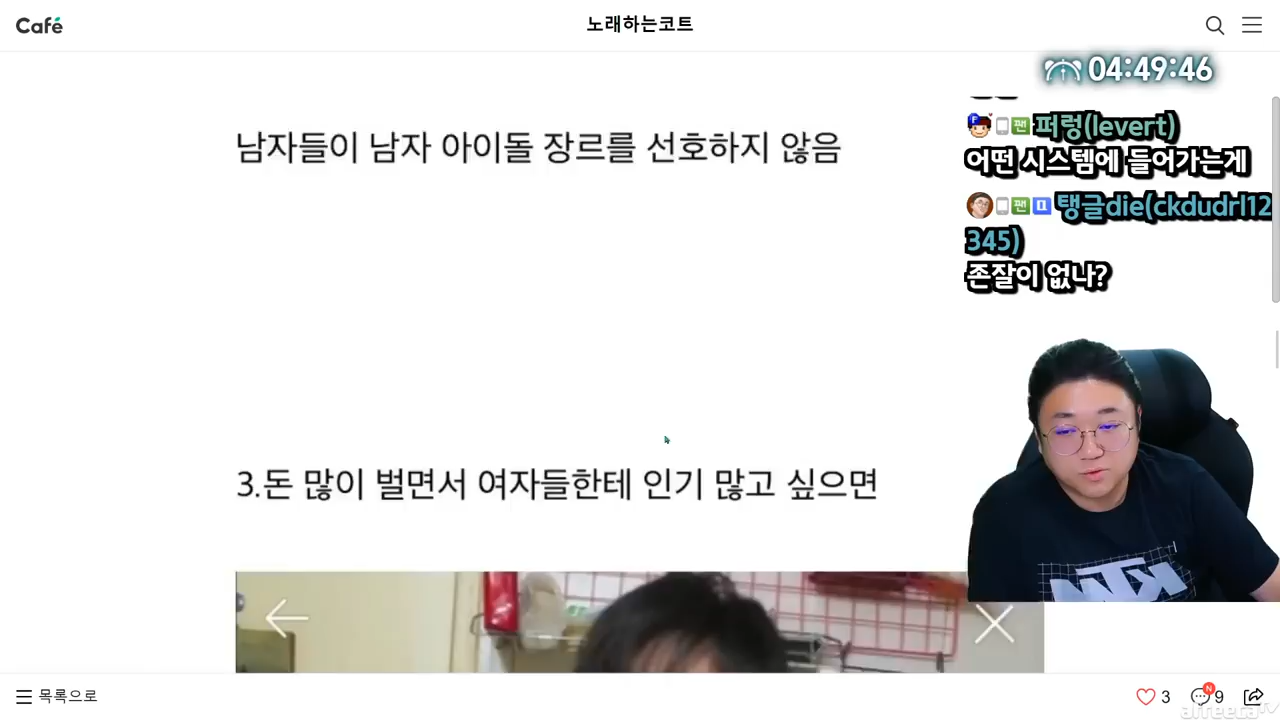 Café
노래하는코트
04:49:46
남자들이 남자 아이돌 장르를 선호하지 않음
퍼렁(levert)
어떤 시스템에 들어가는게
탱글die(ckdudrl12
345)
존잘이 없나?
3.돈 많이 벌면서 여자들한테 인기 많고 싶으면
KTM
목록으로
3
N
9
afreecaTV